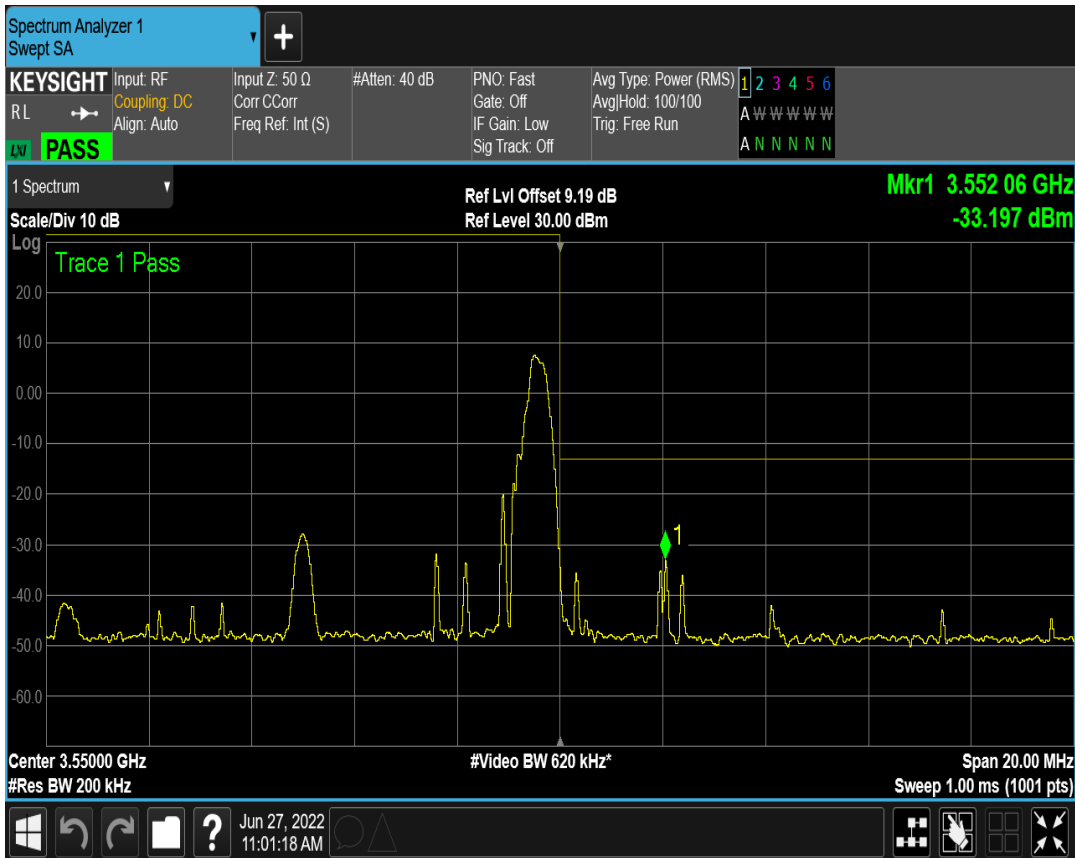 Spectrum Analyzer 1
Swept SA
+
KEYSIGHT
RL
LXI PASS
Input: RF
Coupling: DC
Align: Auto
Input Z: 50 Ω
Corr CCorr
Freq Ref: Int (S)
#Atten: 40 dB
PNO: Fast
Gate: Off
IF Gain: Low
Sig Track: Off
Avg Type: Power (RMS)
Avg|Hold: 100/100
Trig: Free Run
1 2 3 4 5 6
A W W W W W
A N N N N N
1 Spectrum
Scale/Div 10 dB
Ref Lvl Offset 9.19 dB
Ref Level 30.00 dBm
Mkr1 3.552 06 GHz
-33.197 dBm
Log
Trace 1 Pass
20.0
10.0
0.00
-10.0
-20.0
-30.0
-40.0
-50.0
-60.0
1
Center 3.55000 GHz
#Res BW 200 kHz
#Video BW 620 kHz*
Span 20.00 MHz
Sweep 1.00 ms (1001 pts)
?
Jun 27, 2022
11:01:18 AM